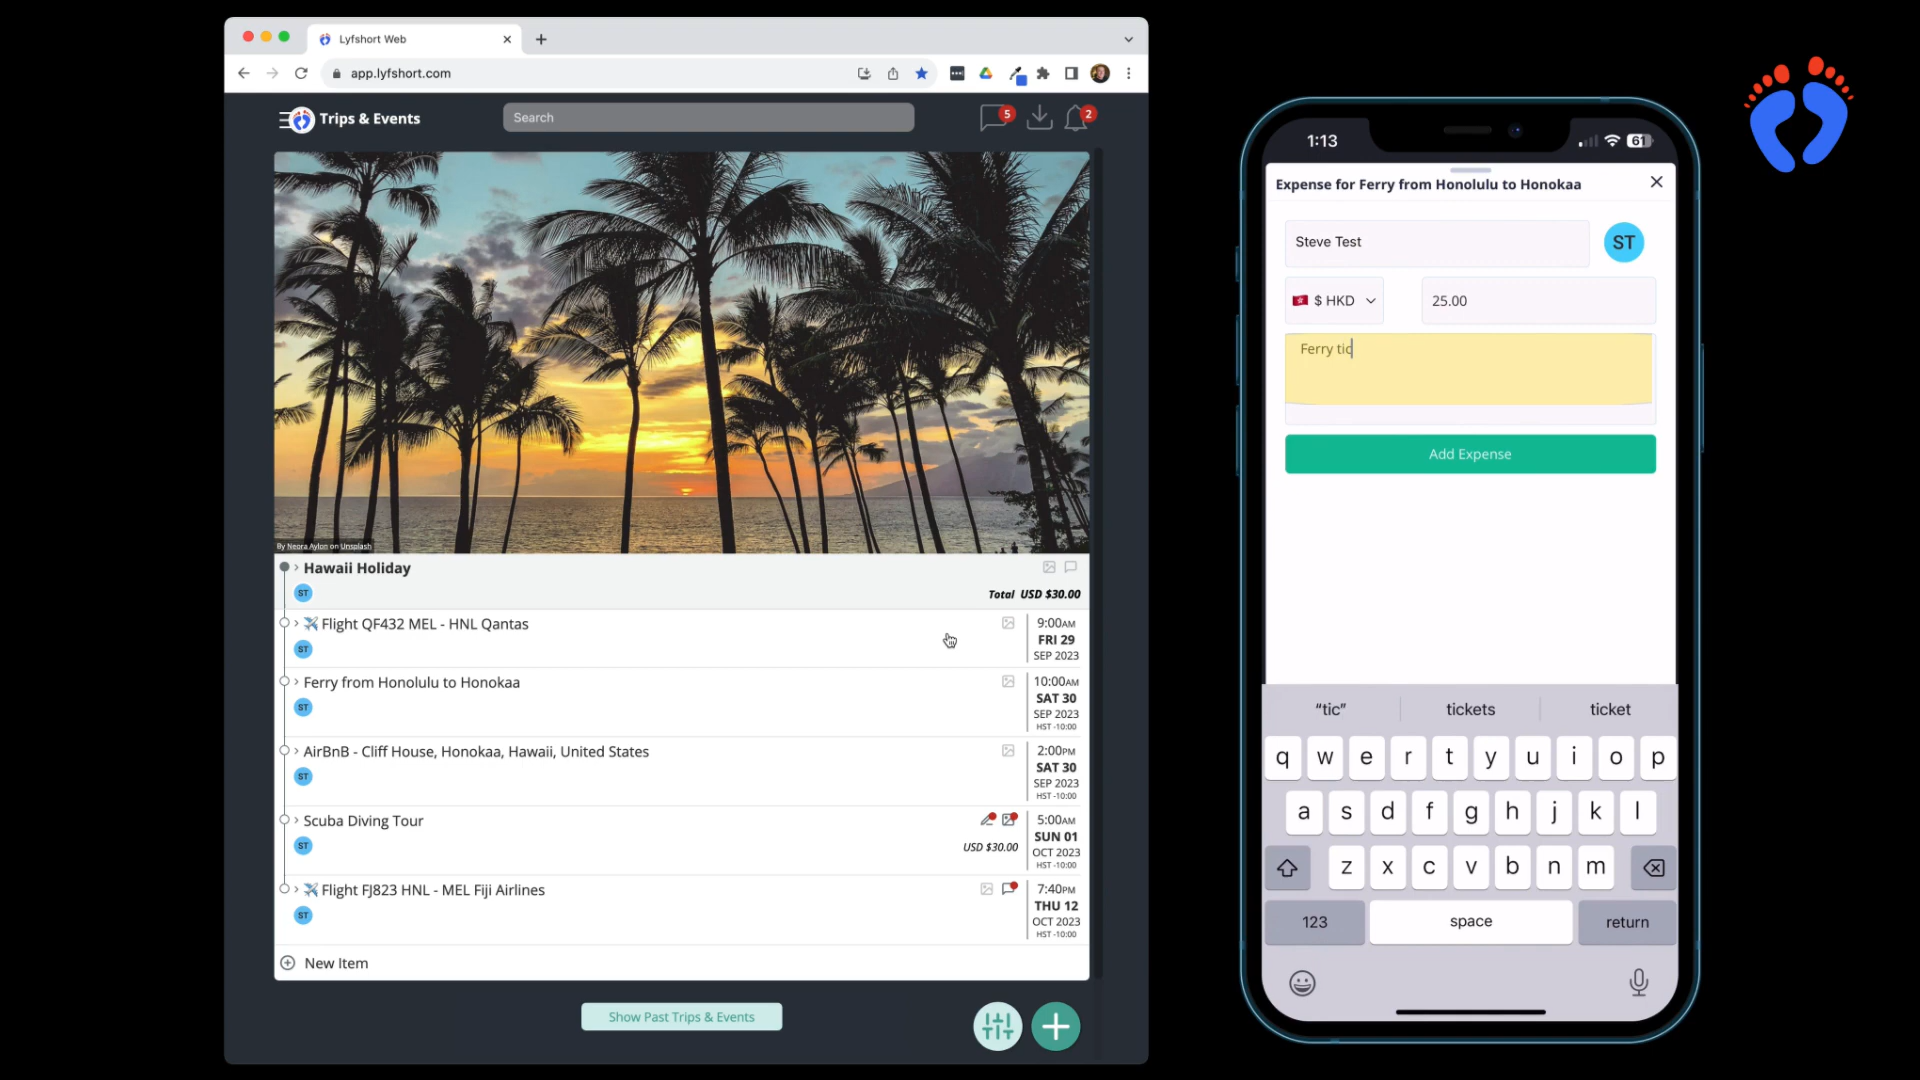 Lyfshort Web
app.lyfshort.com
Trips & Events
Search
5
2
By Neora Aylon on Unsplash
Hawaii Holiday
ST
Total USD $30.00
Flight QF432 MEL - HNL Qantas
ST
9:00AM
FRI 29
SEP 2023
Ferry from Honolulu to Honokaa
ST
10:00AM
SAT 30
SEP 2023
HST -10:00
AirBnB - Cliff House, Honokaa, Hawaii, United States
ST
2:00PM
SAT 30
SEP 2023
HST -10:00
Scuba Diving Tour
ST
USD $30.00
5:00AM
SUN 01
OCT 2023
HST -10:00
Flight FJ823 HNL - MEL Fiji Airlines
ST
7:40PM
THU 12
OCT 2023
HST -10:00
New Item
Show Past Trips & Events
1:13
61
Expense for Ferry from Honolulu to Honokaa
Steve Test
ST
$ HKD
25.00
Ferry tic
Add Expense
“tic” tickets ticket
q w e r t y u i o p
a s d f g h j k l
z x c v b n m
123 space return